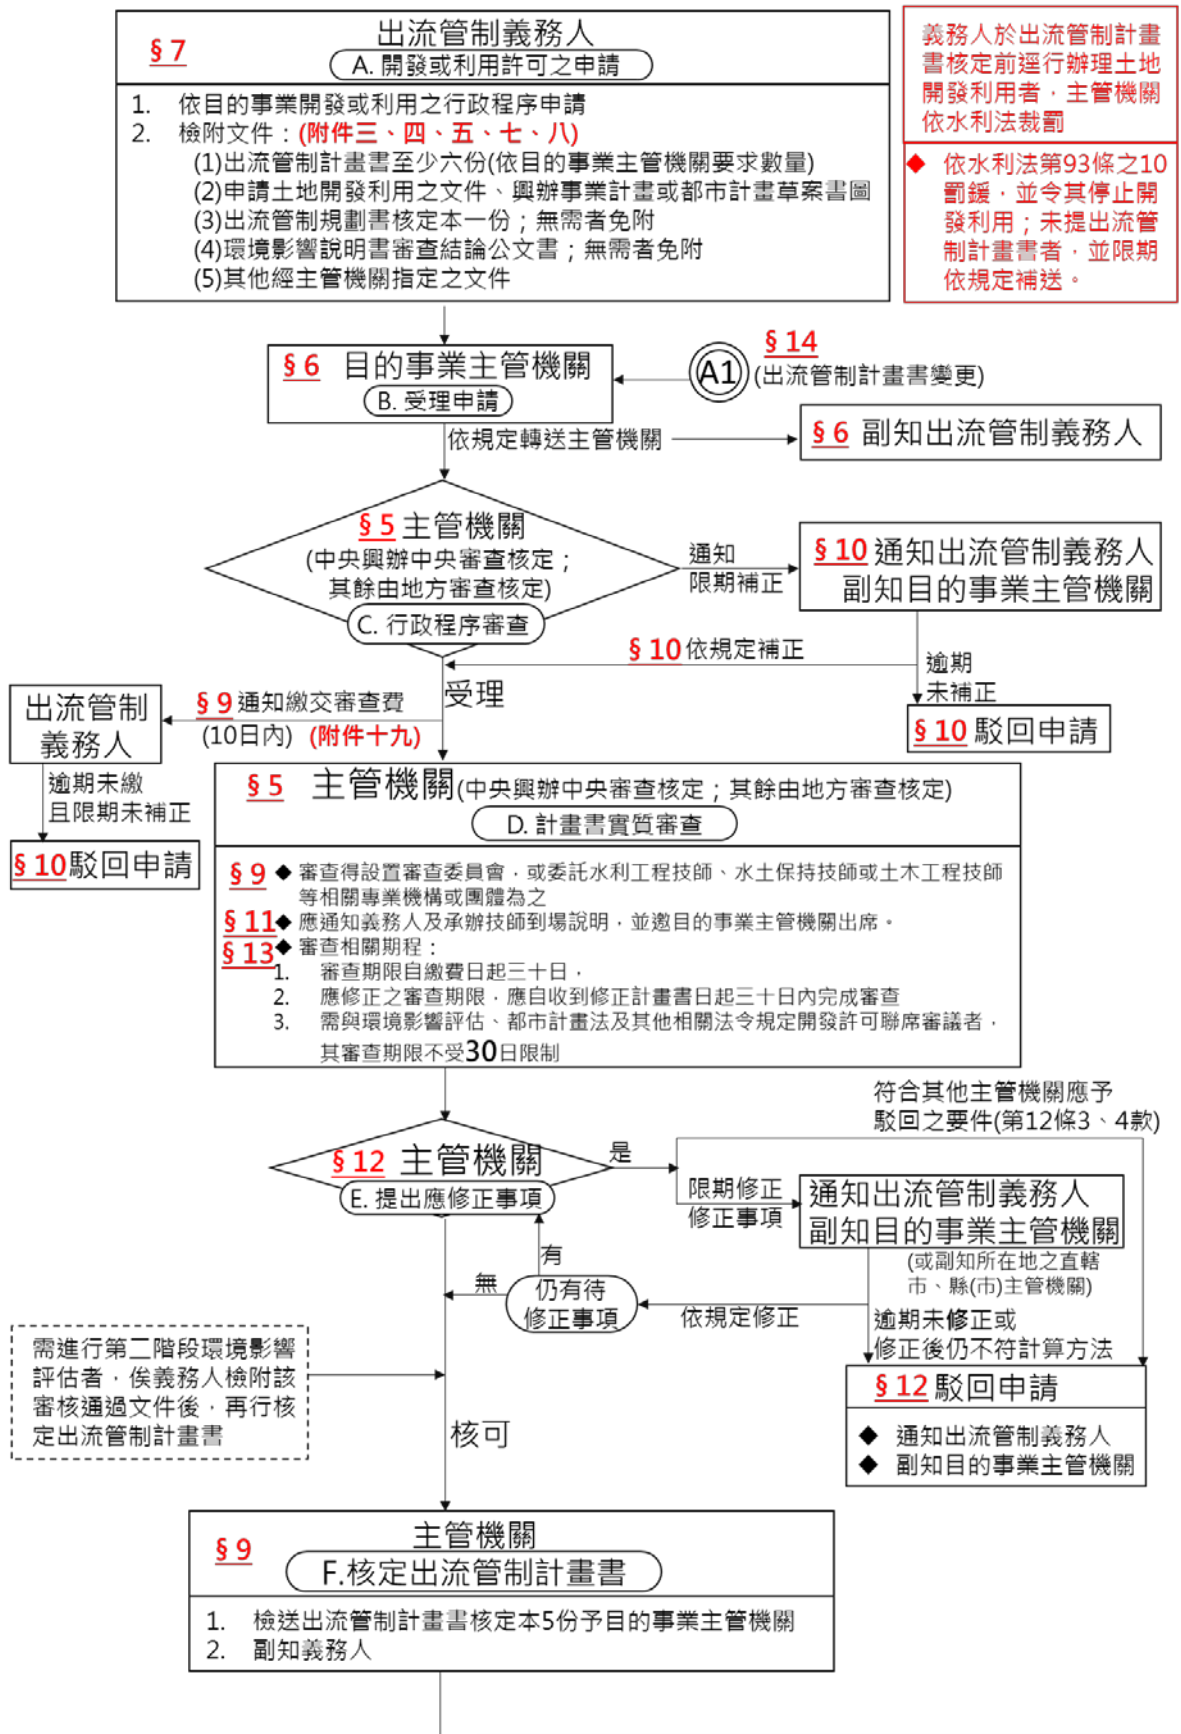 § 7
出流管制義務人
A. 開發或利用許可之申請
1. 依目的事業開發或利用之行政程序申請
2. 檢附文件：(附件三、四、五、七、八)
(1)出流管制計畫書至少六份(依目的事業主管機關要求數量)
(2)申請土地開發利用之文件、興辦事業計畫或都市計畫草案書圖
(3)出流管制規劃書核定本一份；無需者免附
(4)環境影響說明書審查結論公文書；無需者免附
(5)其他經主管機關指定之文件
義務人於出流管制計畫
書核定前逕行辦理土地
開發利用者，主管機關
依水利法裁罰
◆ 依水利法第93條之10
罰鍰，並令其停止開
發利用；未提出流管
制計畫書者，並限期
依規定補送。
§ 6 目的事業主管機關
B. 受理申請
A1
§ 14
(出流管制計畫書變更)
依規定轉送主管機關
§ 6 副知出流管制義務人
§ 5 主管機關
(中央興辦中央審查核定；
其餘由地方審查核定)
C. 行政程序審查
通知
限期補正
§ 10 通知出流管制義務人
副知目的事業主管機關
§ 10 依規定補正
逾期
未補正
§ 10 駁回申請
受理
§ 9 通知繳交審查費
(10日內) (附件十九)
出流管制
義務人
逾期未繳
且限期未補正
§ 10 駁回申請
§ 5 主管機關(中央興辦中央審查核定；其餘由地方審查核定)
D. 計畫書實質審查
§ 9 ◆ 審查得設置審查委員會，或委託水利工程技師、水土保持技師或土木工程技師
等相關專業機構或團體為之
§ 11 ◆ 應通知義務人及承辦技師到場說明，並邀目的事業主管機關出席。
§ 13 ◆ 審查相關期程：
1. 審查期限自繳費日起三十日，
2. 應修正之審查期限，應自收到修正計畫書日起三十日內完成審查
3. 需與環境影響評估、都市計畫法及其他相關法令規定開發許可聯席審議者，
其審查期限不受30日限制
符合其他主管機關應予
駁回之要件(第12條3、4款)
§ 12 主管機關
E. 提出應修正事項
是
限期修正
修正事項
通知出流管制義務人
副知目的事業主管機關
(或副知所在地之直轄
市、縣(市)主管機關)
有
無
仍有待
修正事項
依規定修正
逾期未修正或
修正後仍不符計算方法
§ 12 駁回申請
◆ 通知出流管制義務人
◆ 副知目的事業主管機關
需進行第二階段環境影響
評估者，俟義務人檢附該
審核通過文件後，再行核
定出流管制計畫書
核可
§ 9
主管機關
F.核定出流管制計畫書
1. 檢送出流管制計畫書核定本5份予目的事業主管機關
2. 副知義務人